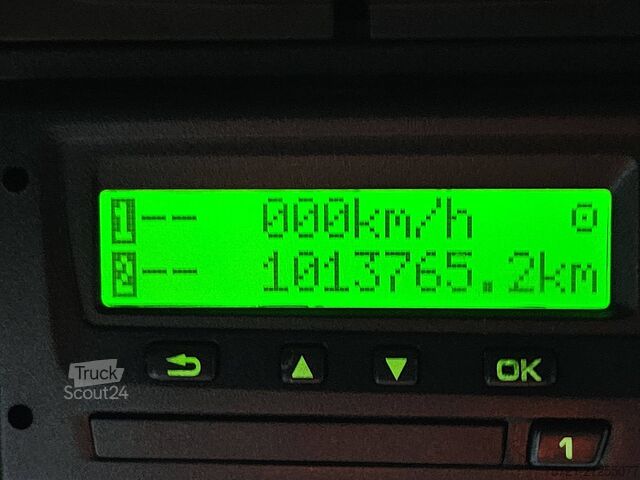 1 -- 000km/h
2 -- 1013765.2km
OK
Truck
Scout24
1